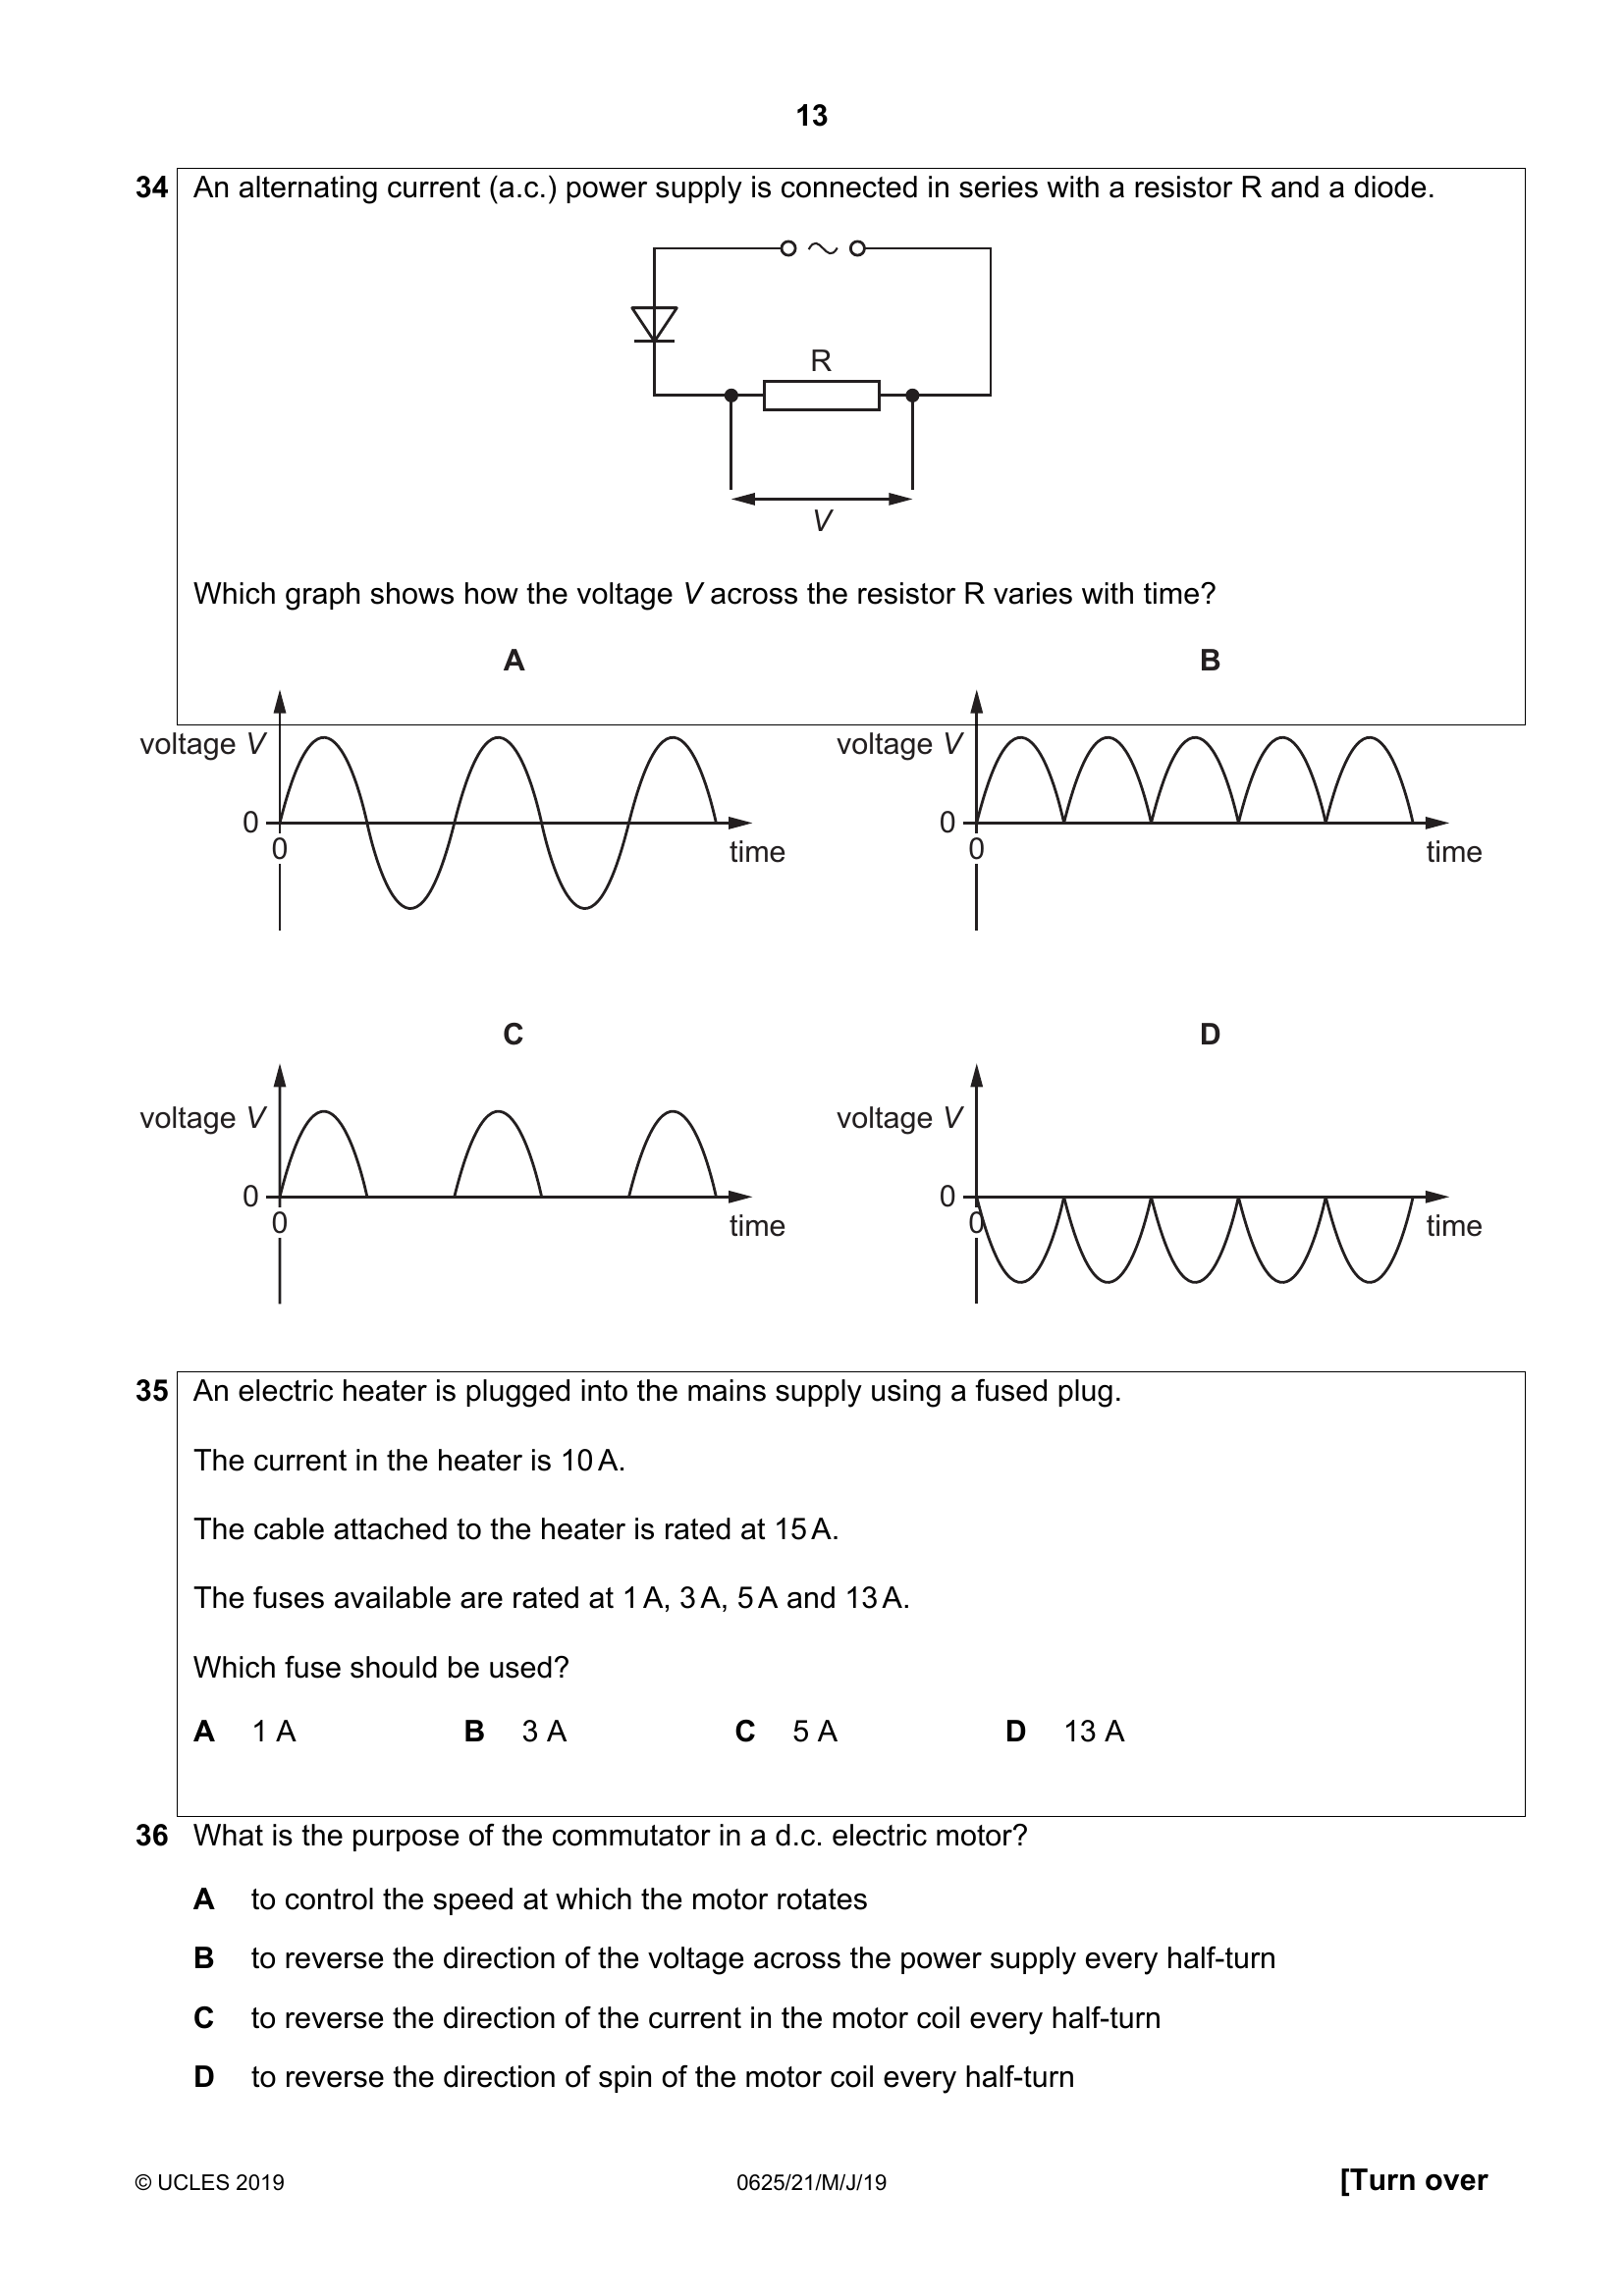 13
34 An alternating current (a.c.) power supply is connected in series with a resistor R and a diode.
R
V
Which graph shows how the voltage V across the resistor R varies with time?
A
voltage V
0
0
time
B
voltage V
0
0
time
C
voltage V
0
0
time
D
voltage V
0
0
time
35 An electric heater is plugged into the mains supply using a fused plug.
The current in the heater is 10 A.
The cable attached to the heater is rated at 15 A.
The fuses available are rated at 1 A, 3 A, 5 A and 13 A.
Which fuse should be used?
A 1 A B 3 A C 5 A D 13 A
36 What is the purpose of the commutator in a d.c. electric motor?
A to control the speed at which the motor rotates
B to reverse the direction of the voltage across the power supply every half-turn
C to reverse the direction of the current in the motor coil every half-turn
D to reverse the direction of spin of the motor coil every half-turn
© UCLES 2019 0625/21/M/J/19 [Turn over